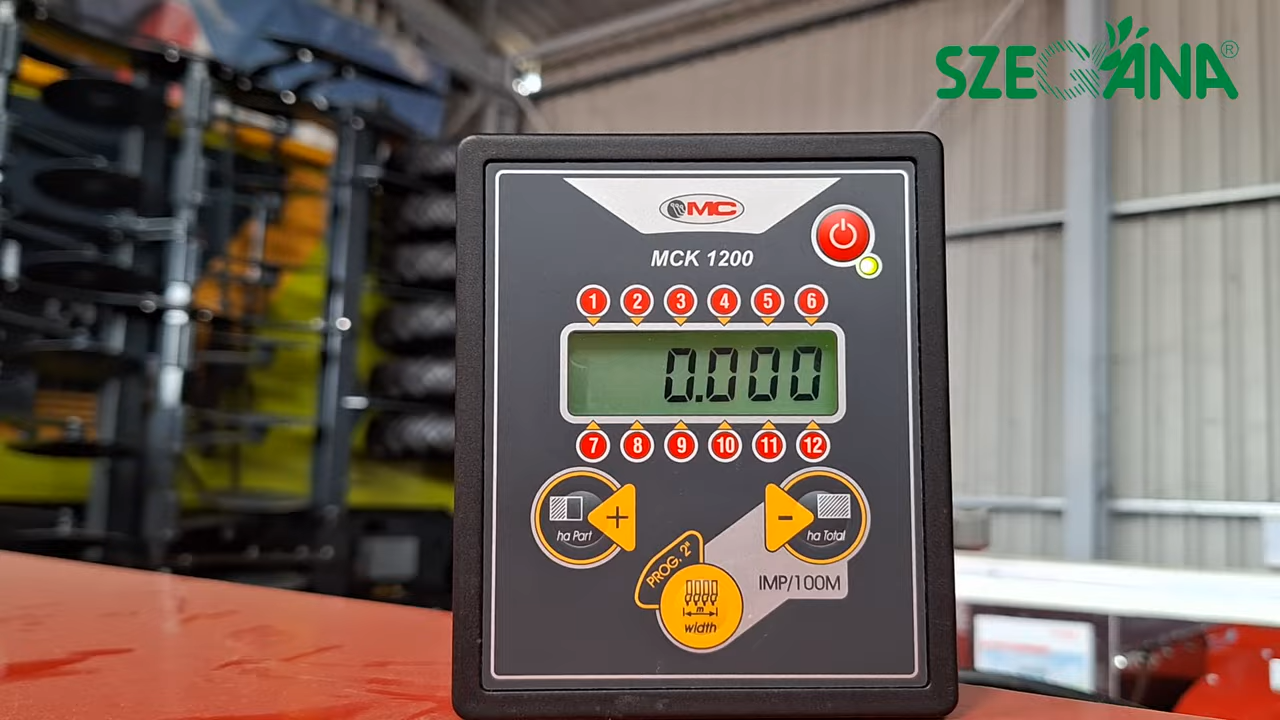 SZEGÁNA®
MC
MCK 1200
1 2 3 4 5 6
0.000
7 8 9 10 11 12
ha Part + - ha Total
PROG. 2"
IMP/100M
m
width